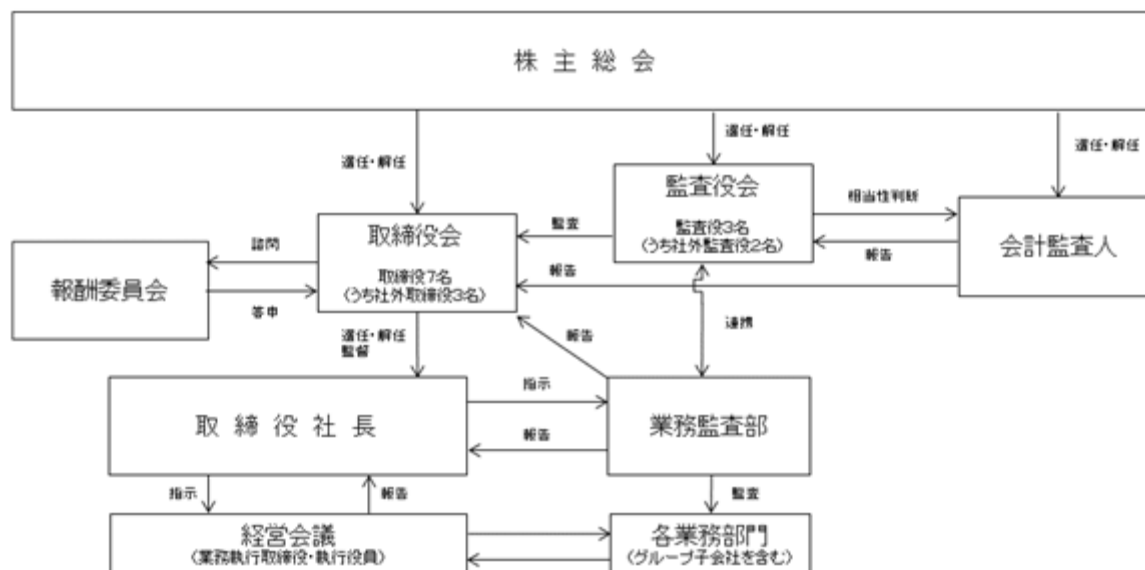 株主総会
選任・解任
選任・解任
選任・解任
監査役会
監査役3名
(うち社外監査役2名)
相当性判断
報告
会計監査人
取締役会
取締役7名
(うち社外取締役3名)
監査
報告
諮問
答申
報酬委員会
選任・解任
監督
報告
連携
取締役社長
指示
報告
業務監査部
指示
報告
監査
経営会議
(業務執行取締役・執行役員)
各業務部門
(グループ子会社を含む)